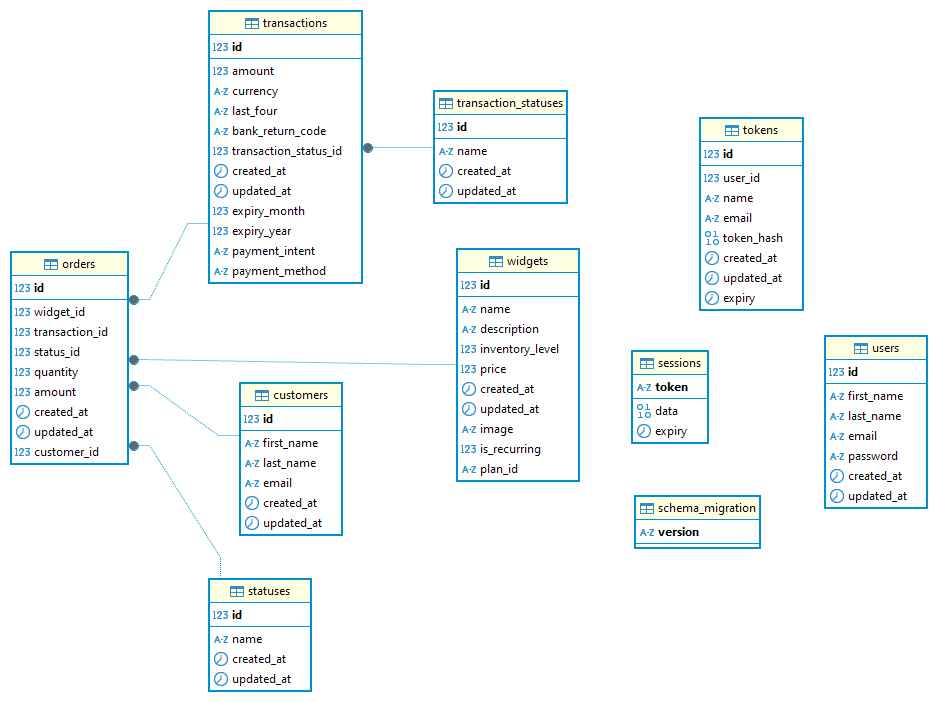 transactions
123 id
123 amount
A-Z currency
A-Z last_four
A-Z bank_return_code
123 transaction_status_id
created_at
updated_at
123 expiry_month
123 expiry_year
A-Z payment_intent
A-Z payment_method
transaction_statuses
123 id
A-Z name
created_at
updated_at
tokens
123 id
123 user_id
A-Z name
A-Z email
01 10 token_hash
created_at
updated_at
expiry
orders
123 id
123 widget_id
123 transaction_id
123 status_id
123 quantity
123 amount
created_at
updated_at
123 customer_id
widgets
123 id
A-Z name
A-Z description
123 inventory_level
123 price
created_at
updated_at
A-Z image
123 is_recurring
A-Z plan_id
customers
123 id
A-Z first_name
A-Z last_name
A-Z email
created_at
updated_at
sessions
A-Z token
01 10 data
expiry
users
123 id
A-Z first_name
A-Z last_name
A-Z email
A-Z password
created_at
updated_at
schema_migration
A-Z version
statuses
123 id
A-Z name
created_at
updated_at